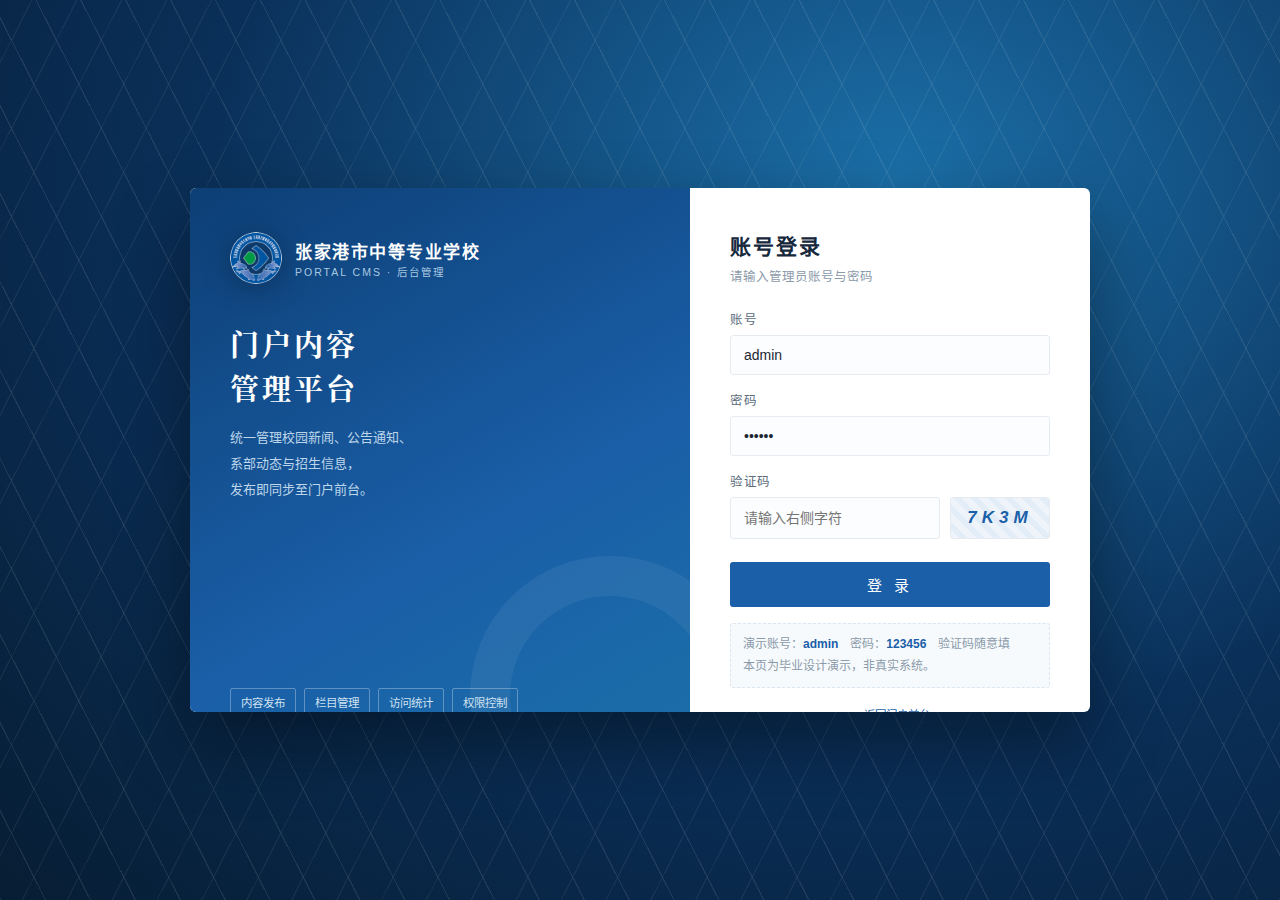 张家港市中等专业学校
PORTAL CMS · 后台管理
门户内容
管理平台
统一管理校园新闻、公告通知、
系部动态与招生信息，
发布即同步至门户前台。
内容发布 栏目管理 访问统计 权限控制
账号登录
请输入管理员账号与密码
账号
admin
密码
••••••
验证码
请输入右侧字符 7K3M
登 录
演示账号：admin 密码：123456 验证码随意填
本页为毕业设计演示，非真实系统。